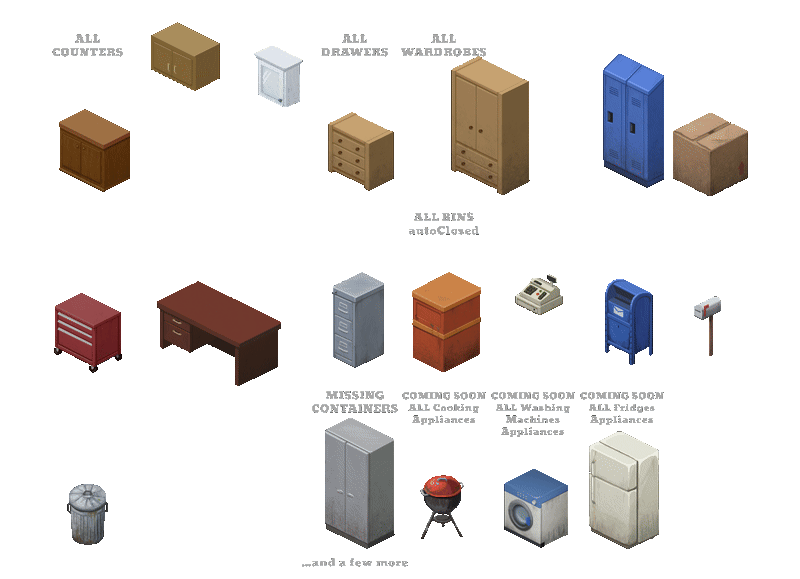 ALL
COUNTERS
ALL
DRAWERS
ALL
WARDROBES
ALL BINS
autoClosed
MISSING
CONTAINERS
COMING SOON
ALL Cooking
Appliances
COMING SOON
ALL Washing
Machines
Appliances
COMING SOON
ALL Fridges
Appliances
...and a few more